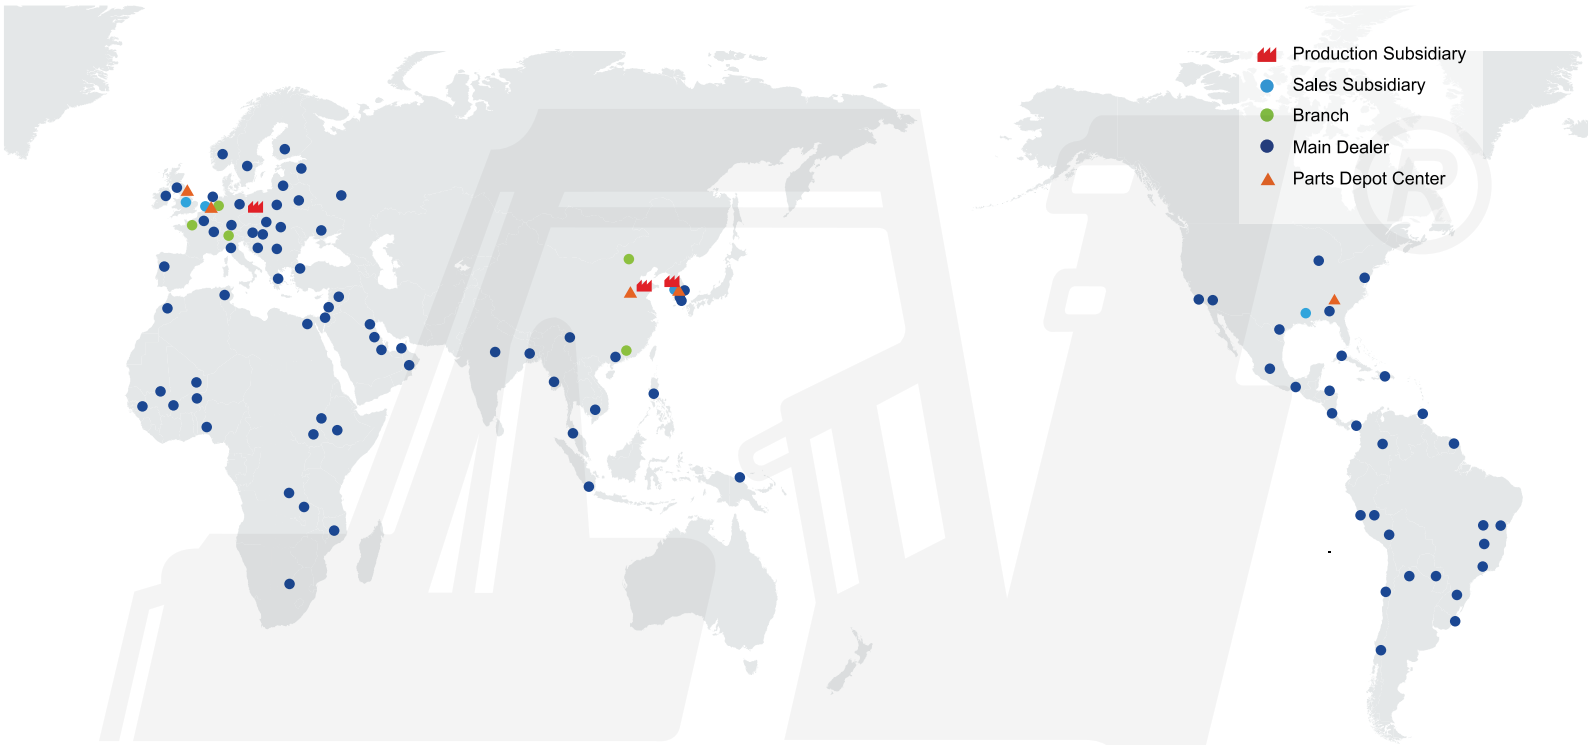 Production Subsidiary
Sales Subsidiary
Branch
Main Dealer
Parts Depot Center
®